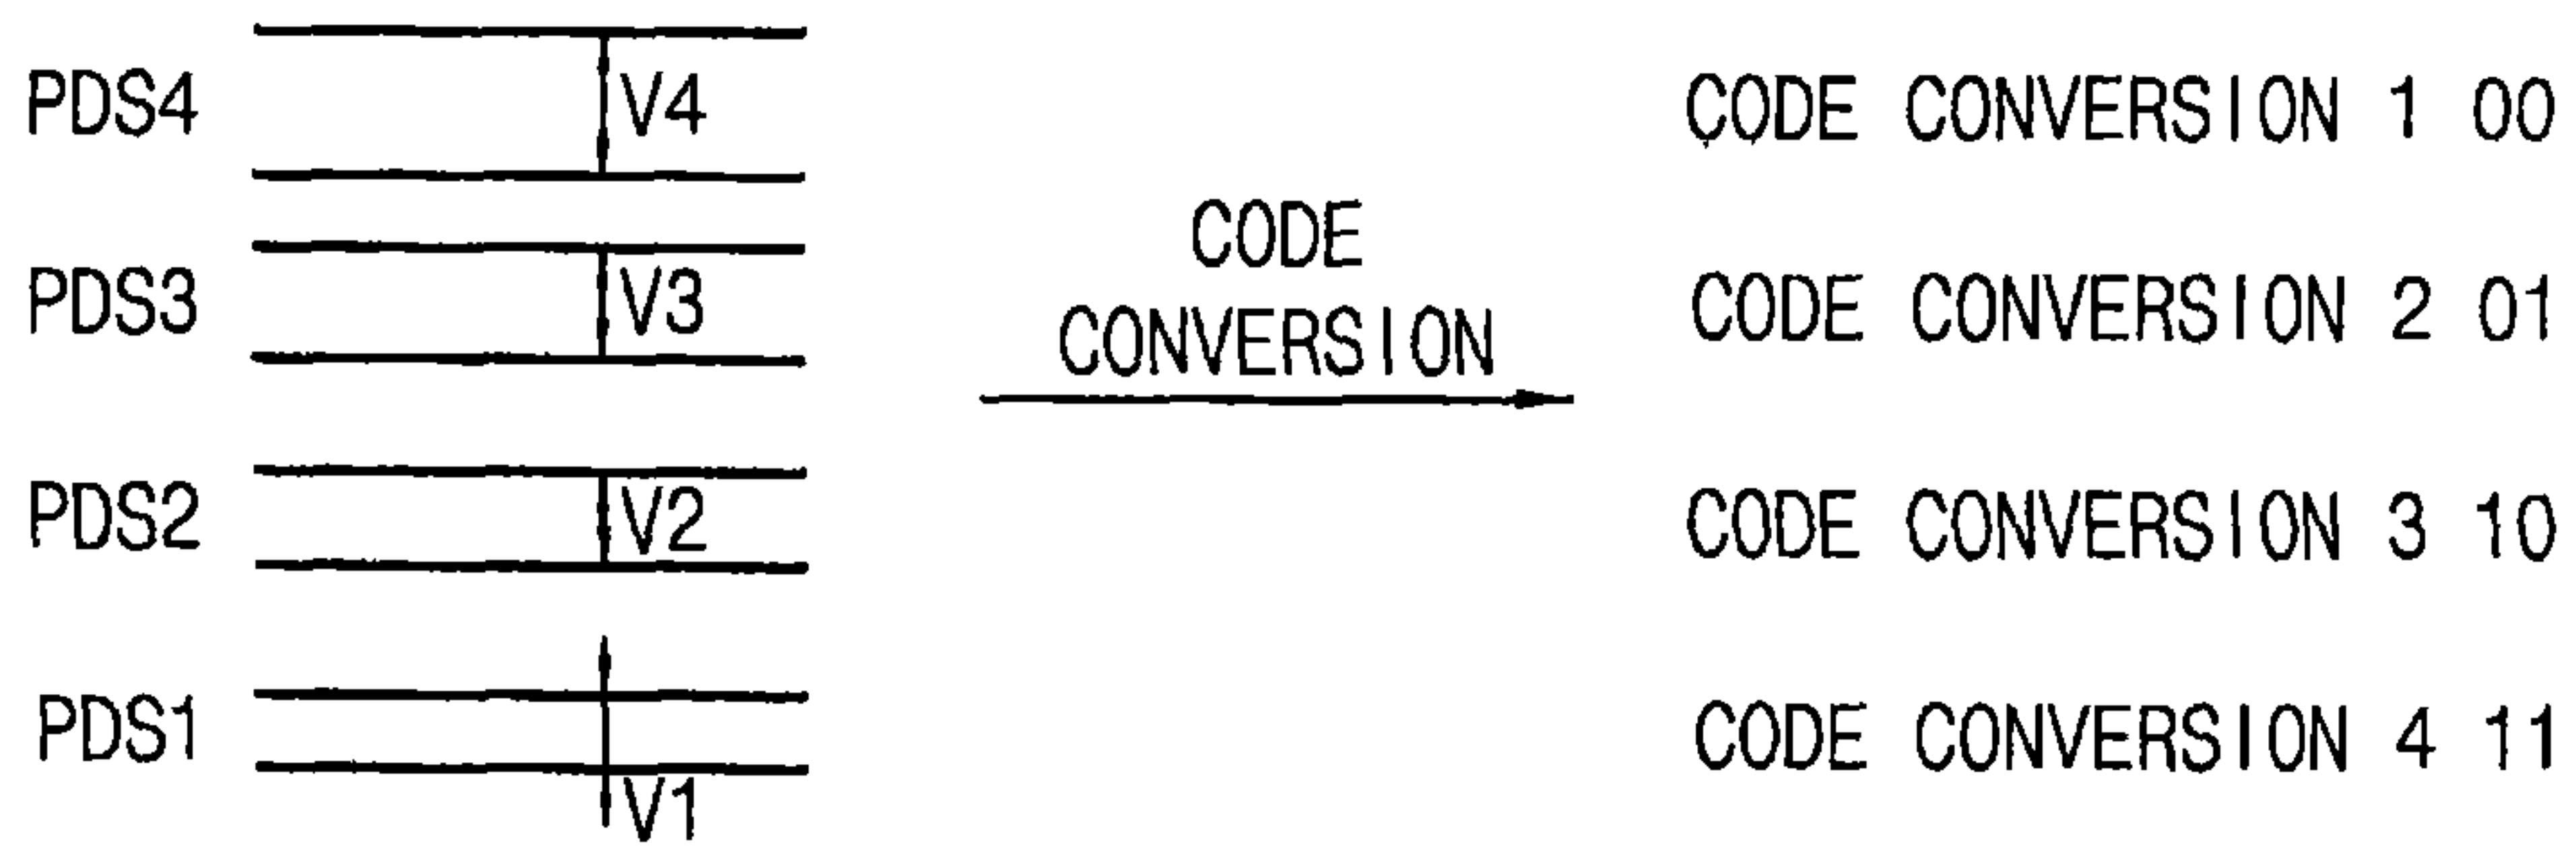 PDS4 V4 CODE CONVERSION 1 00
CODE
PDS3 V3 CODE CONVERSION 2 01
CONVERSION
PDS2 V2 CODE CONVERSION 3 10
PDS1 CODE CONVERSION 4 11
V1